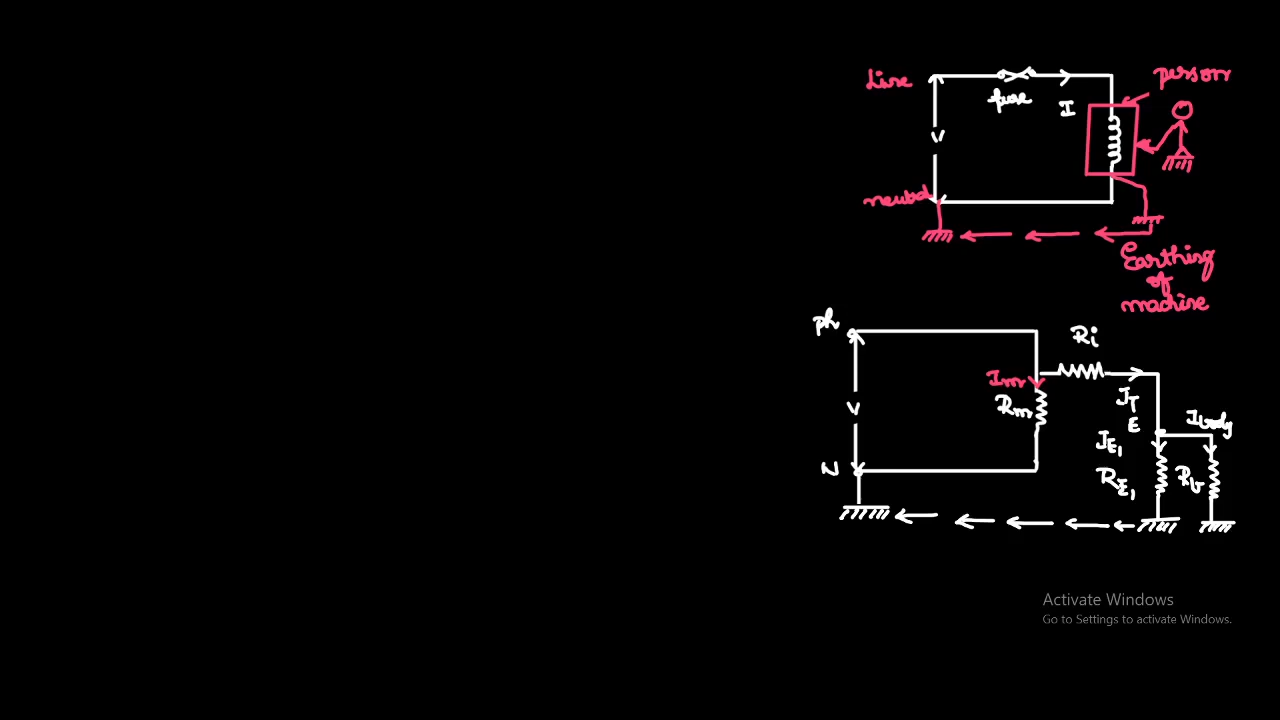 Line
person
fuse
I
V
neutral
Earthing
of
machine
ph
Ri
Im
Rm
IT
E
V
Ibody
IE1
RE1
Rb
N
Activate Windows
Go to Settings to activate Windows.